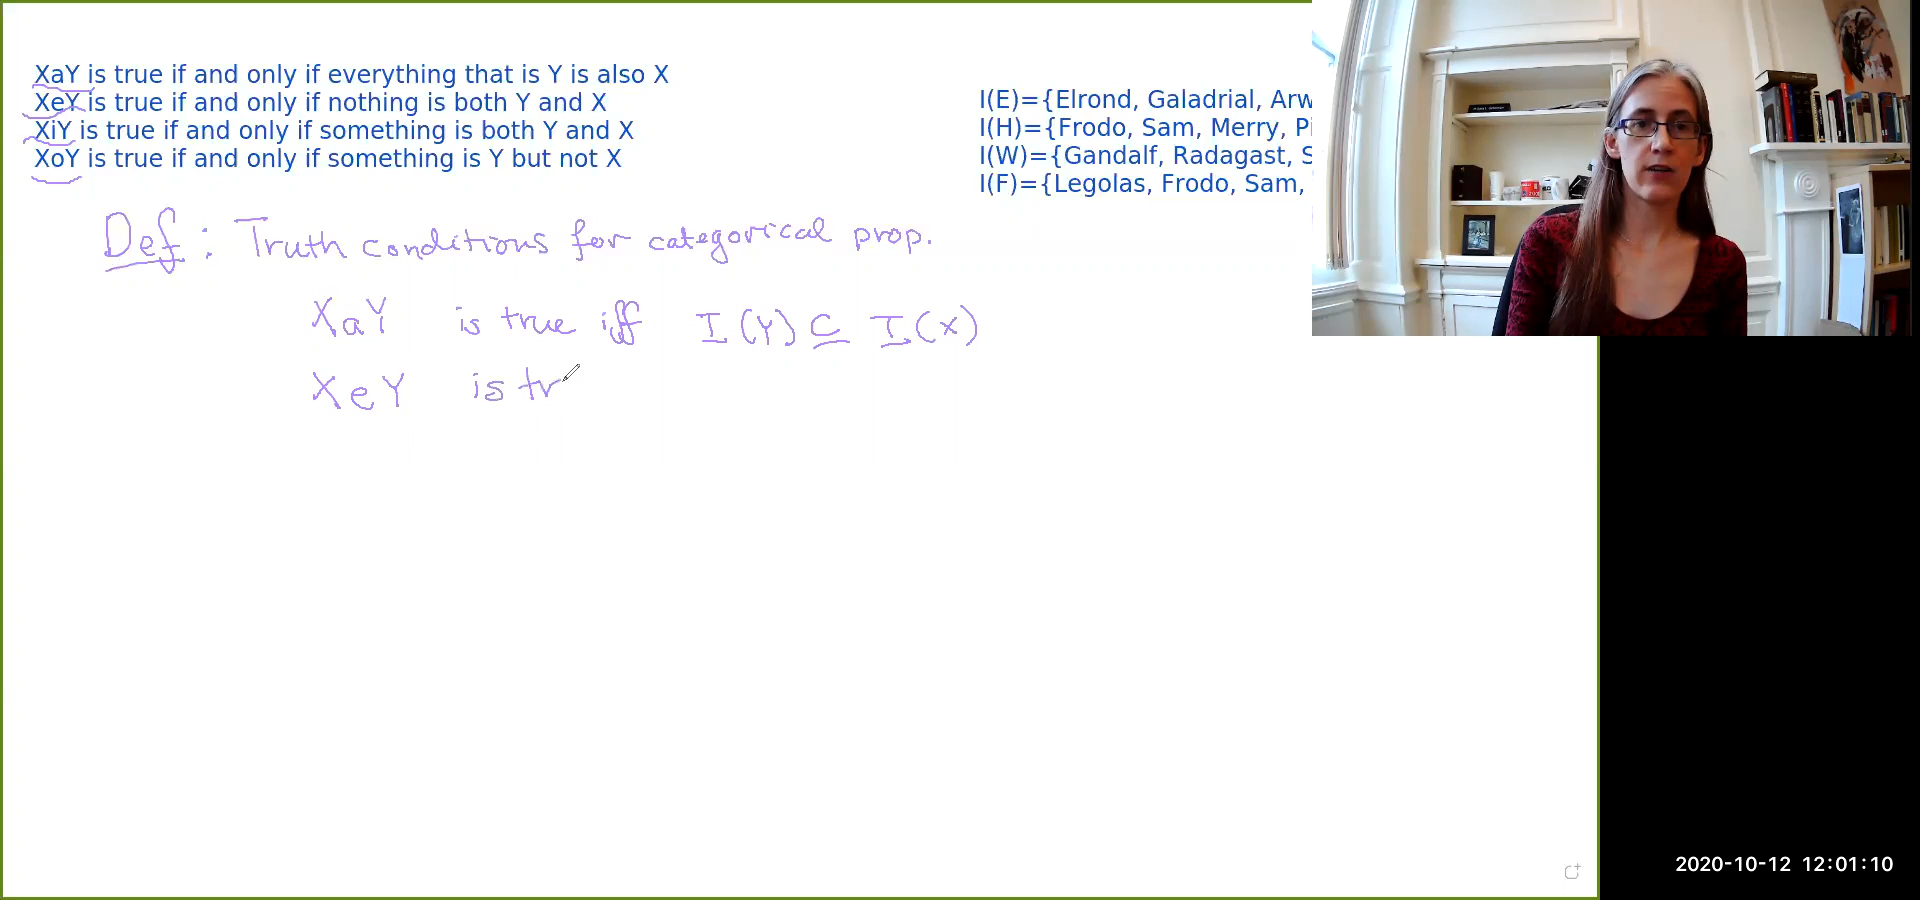 XaY is true if and only if everything that is Y is also X
XeY is true if and only if nothing is both Y and X
XiY is true if and only if something is both Y and X
XoY is true if and only if something is Y but not X
I(E)={Elrond, Galadrial, Arw
I(H)={Frodo, Sam, Merry, Pi
I(W)={Gandalf, Radagast, S
I(F)={Legolas, Frodo, Sam,
Def: Truth conditions for categorical prop.
XaY is true iff I(Y) ⊆ I(X)
XeY is tr
2020-10-12 12:01:10